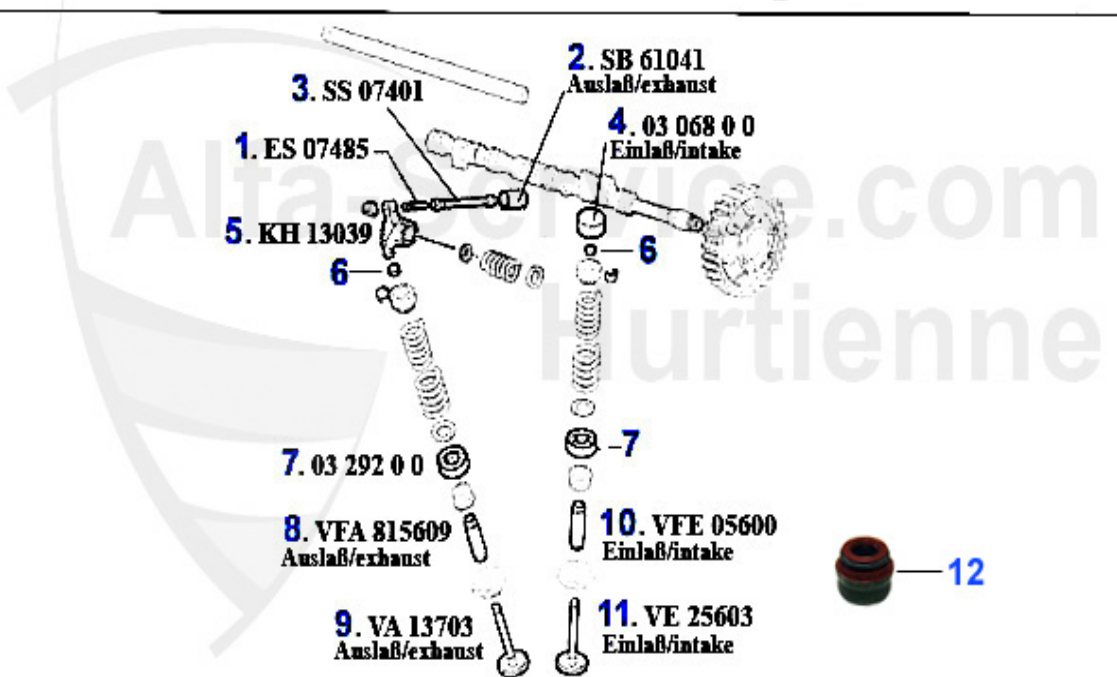 2. SB 61041
Auslaß/exhaust
3. SS 07401
4. 03 068 0 0
Einlaß/intake
1. ES 07485
Alfa-Service.com
5. KH 13039
6
6
Hurtienne
7
7. 03 292 0 0
8. VFA 815609
Auslaß/exhaust
10. VFE 05600
Einlaß/intake
12
9. VA 13703
Auslaß/exhaust
11. VE 25603
Einlaß/intake